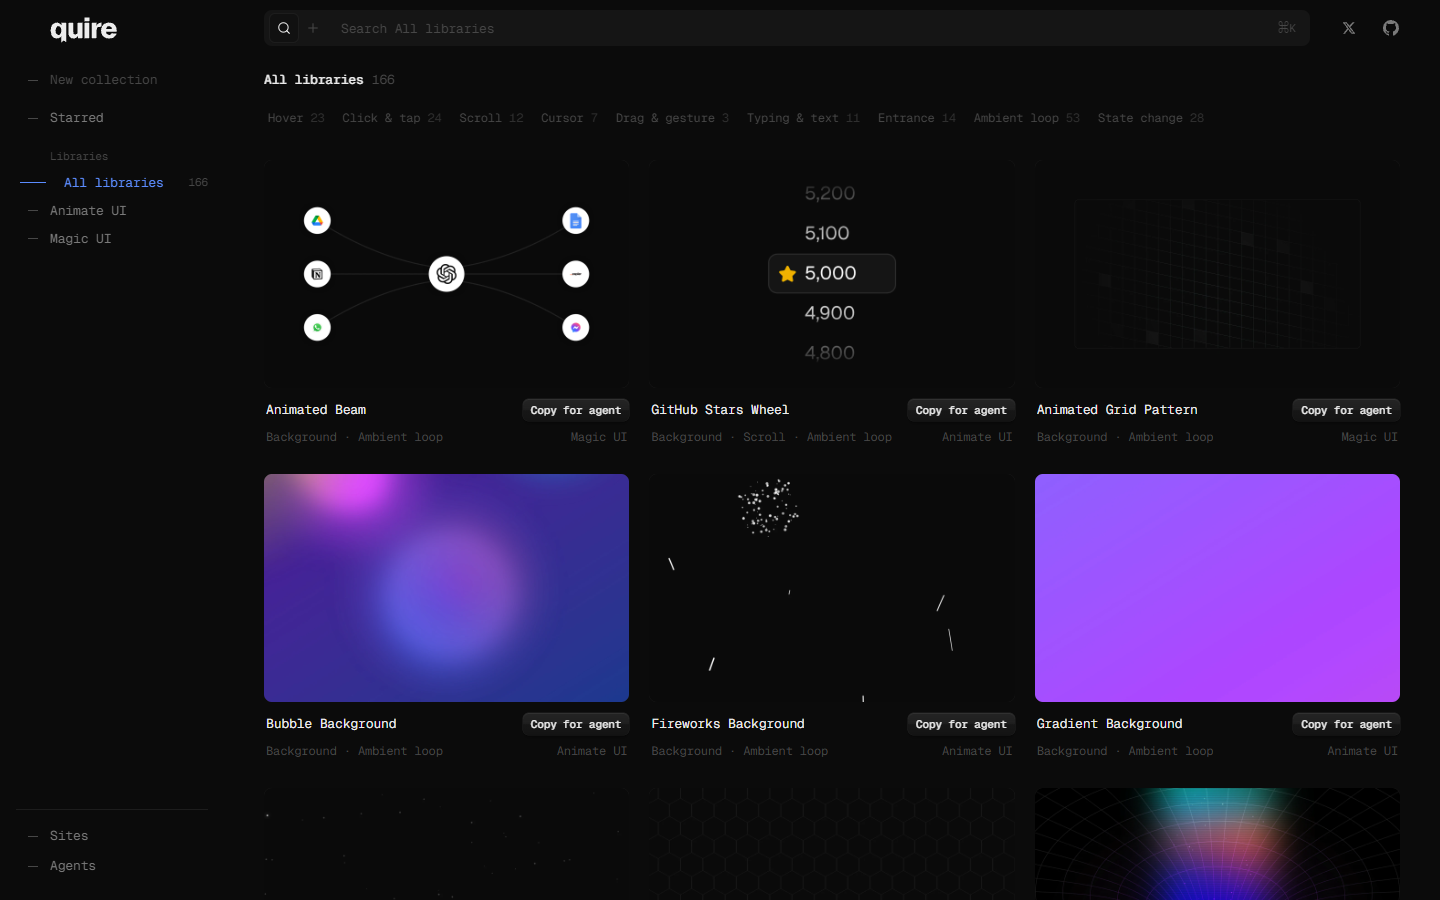 quire
Search All libraries
⌘K
New collection
Starred
Libraries
All libraries 166
Animate UI
Magic UI
Sites
Agents
All libraries 166
Hover 23 Click & tap 24 Scroll 12 Cursor 7 Drag & gesture 3 Typing & text 11 Entrance 14 Ambient loop 53 State change 28
5,200
5,100
5,000
4,900
4,800
Animated Beam Copy for agent
Background · Ambient loop Magic UI
GitHub Stars Wheel Copy for agent
Background · Scroll · Ambient loop Animate UI
Animated Grid Pattern Copy for agent
Background · Ambient loop Magic UI
Bubble Background Copy for agent
Background · Ambient loop Animate UI
Fireworks Background Copy for agent
Background · Ambient loop Animate UI
Gradient Background Copy for agent
Background · Ambient loop Animate UI